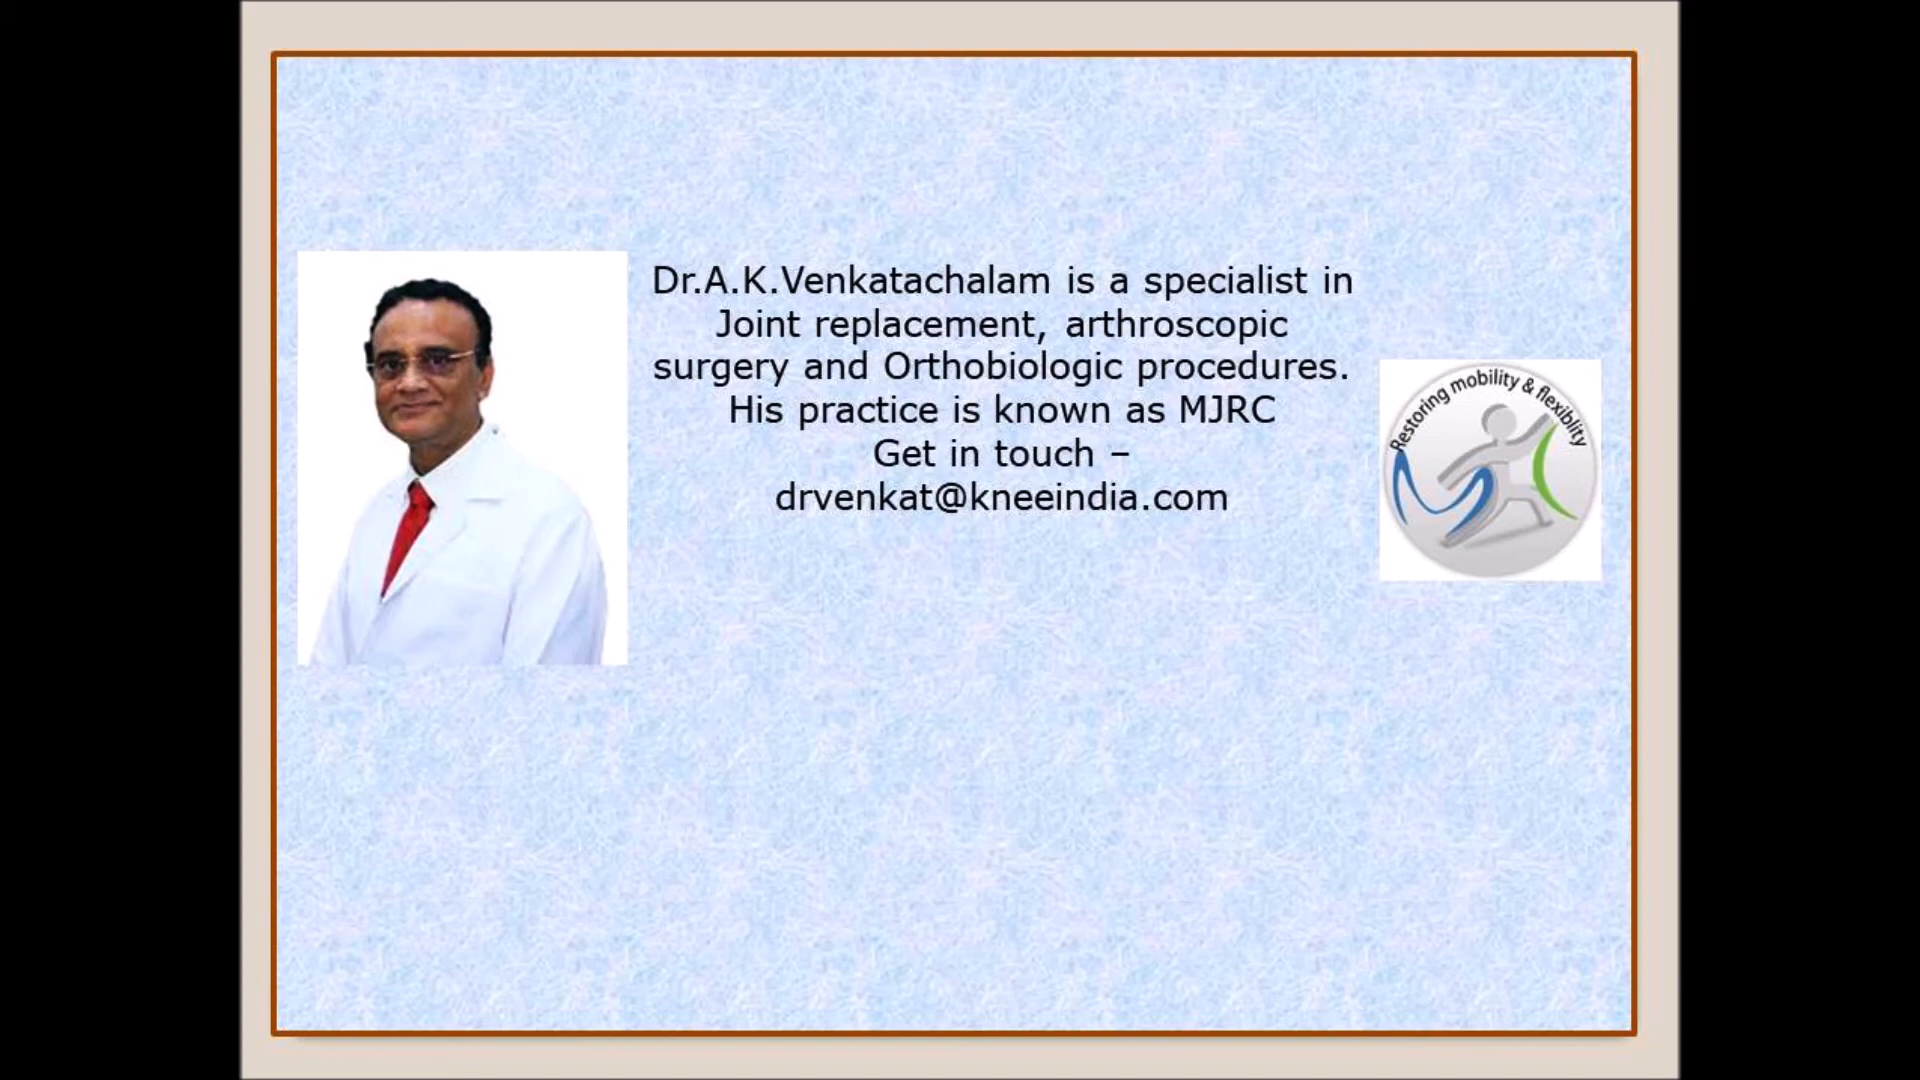 Dr.A.K.Venkatachalam is a specialist in
Joint replacement, arthroscopic
surgery and Orthobiologic procedures.
His practice is known as MJRC
Get in touch –
drvenkat@kneeindia.com
Restoring mobility & flexiblity